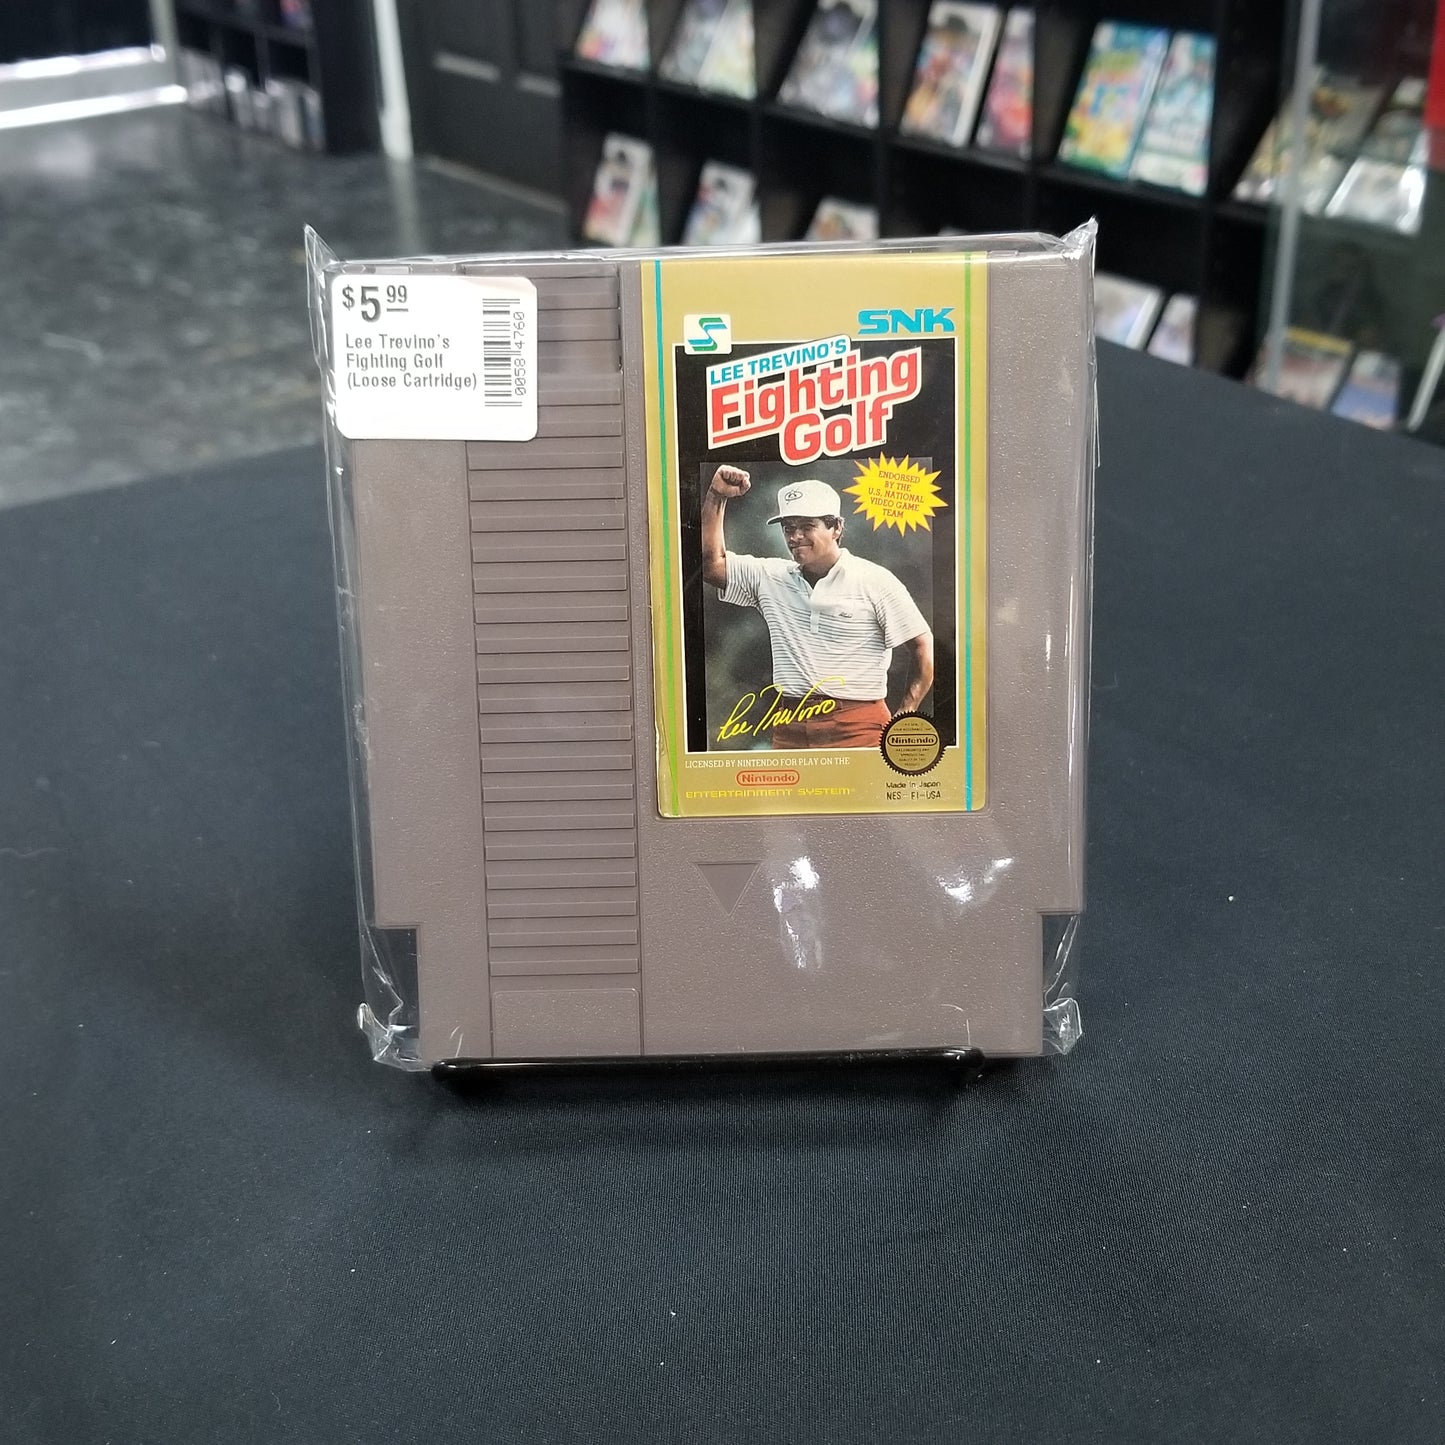 $5.99
Lee Trevino's
Fighting Golf
(Loose Cartridge)
0058 4760
SNK
LEE TREVINO'S
Fighting
Golf
ENDORSED
BY THE
U.S. NATIONAL
VIDEO GAME
TEAM
Lee Trevino
Nintendo
LICENSED BY NINTENDO FOR PLAY ON THE
Nintendo
ENTERTAINMENT SYSTEM
Made in Japan
NES-FI-USA